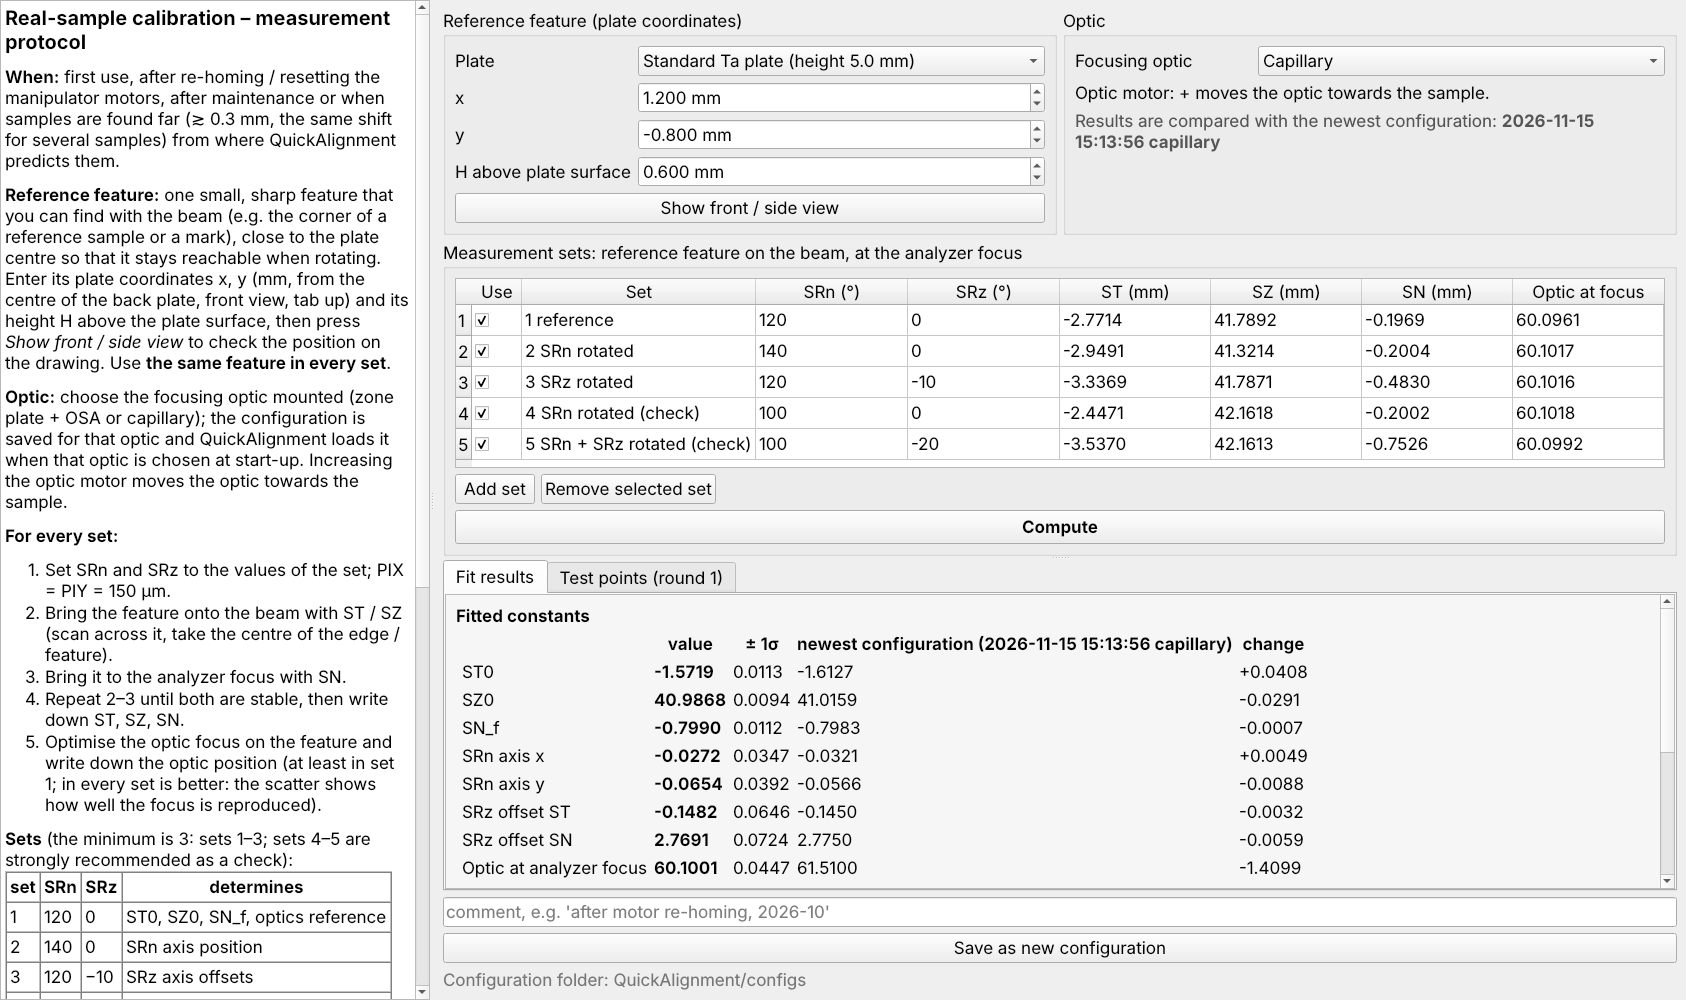 Real-sample calibration – measurement
protocol
When: first use, after re-homing / resetting the
manipulator motors, after maintenance or when
samples are found far (≳ 0.3 mm, the same shift
for several samples) from where QuickAlignment
predicts them.
Reference feature: one small, sharp feature that
you can find with the beam (e.g. the corner of a
reference sample or a mark), close to the plate
centre so that it stays reachable when rotating.
Enter its plate coordinates x, y (mm, from the
centre of the back plate, front view, tab up) and its
height H above the plate surface, then press
Show front / side view to check the position on
the drawing. Use the same feature in every set.
Optic: choose the focusing optic mounted (zone
plate + OSA or capillary); the configuration is
saved for that optic and QuickAlignment loads it
when that optic is chosen at start-up. Increasing
the optic motor moves the optic towards the
sample.
For every set:
1. Set SRn and SRz to the values of the set; PIX
= PIY = 150 µm.
2. Bring the feature onto the beam with ST / SZ
(scan across it, take the centre of the edge /
feature).
3. Bring it to the analyzer focus with SN.
4. Repeat 2–3 until both are stable, then write
down ST, SZ, SN.
5. Optimise the optic focus on the feature and
write down the optic position (at least in set
1; in every set is better: the scatter shows
how well the focus is reproduced).
Sets (the minimum is 3: sets 1–3; sets 4–5 are
strongly recommended as a check):
set SRn SRz determines
1 120 0 ST0, SZ0, SN_f, optics reference
2 140 0 SRn axis position
3 120 −10 SRz axis offsets
Reference feature (plate coordinates)
Plate Standard Ta plate (height 5.0 mm)
x 1.200 mm
y -0.800 mm
H above plate surface 0.600 mm
Show front / side view
Optic
Focusing optic Capillary
Optic motor: + moves the optic towards the sample.
Results are compared with the newest configuration: 2026-11-15
15:13:56 capillary
Measurement sets: reference feature on the beam, at the analyzer focus
Use Set SRn (°) SRz (°) ST (mm) SZ (mm) SN (mm) Optic at focus
1 1 reference 120 0 -2.7714 41.7892 -0.1969 60.0961
2 2 SRn rotated 140 0 -2.9491 41.3214 -0.2004 60.1017
3 3 SRz rotated 120 -10 -3.3369 41.7871 -0.4830 60.1016
4 4 SRn rotated (check) 100 0 -2.4471 42.1618 -0.2002 60.1018
5 5 SRn + SRz rotated (check) 100 -20 -3.5370 42.1613 -0.7526 60.0992
Add set Remove selected set
Compute
Fit results Test points (round 1)
Fitted constants
value ± 1σ newest configuration (2026-11-15 15:13:56 capillary) change
ST0 -1.5719 0.0113 -1.6127 +0.0408
SZ0 40.9868 0.0094 41.0159 -0.0291
SN_f -0.7990 0.0112 -0.7983 -0.0007
SRn axis x -0.0272 0.0347 -0.0321 +0.0049
SRn axis y -0.0654 0.0392 -0.0566 -0.0088
SRz offset ST -0.1482 0.0646 -0.1450 -0.0032
SRz offset SN 2.7691 0.0724 2.7750 -0.0059
Optic at analyzer focus 60.1001 0.0447 61.5100 -1.4099
comment, e.g. 'after motor re-homing, 2026-10'
Save as new configuration
Configuration folder: QuickAlignment/configs